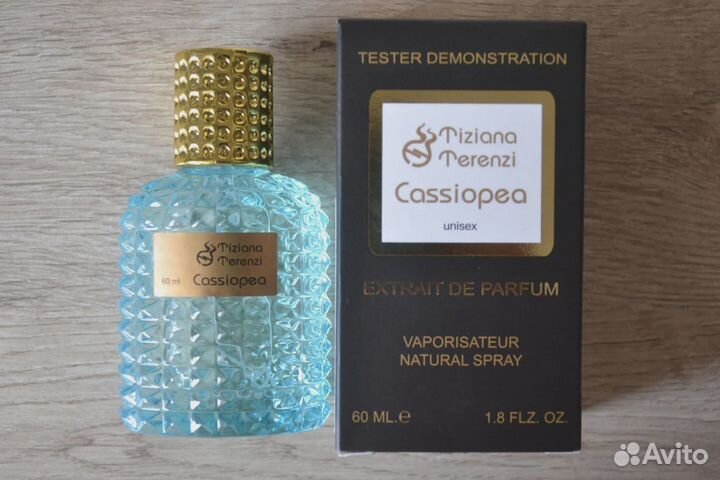 Tiziana
Terenzi
60 ml Cassiopea
TESTER DEMONSTRATION
Tiziana
Terenzi
Cassiopea
unisex
EXTRAIT DE PARFUM
VAPORISATEUR
NATURAL SPRAY
60 ML.e 1.8 FLZ. OZ.
Avito